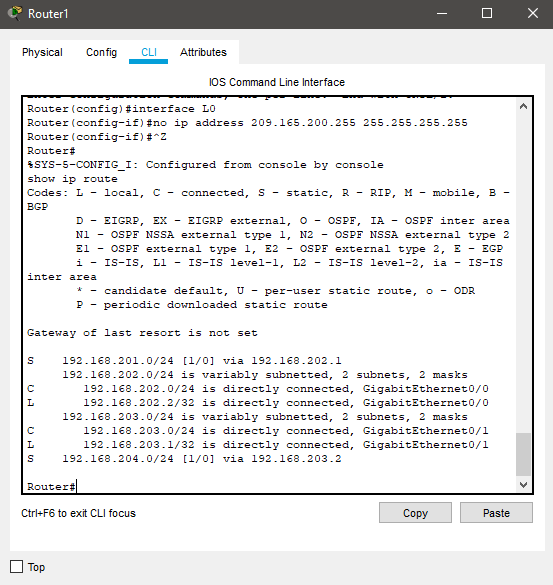 Router1
Physical Config CLI Attributes
IOS Command Line Interface
Router(config)#interface L0
Router(config-if)#no ip address 209.165.200.255 255.255.255.255
Router(config-if)#^Z
Router#
%SYS-5-CONFIG_I: Configured from console by console
show ip route
Codes: L - local, C - connected, S - static, R - RIP, M - mobile, B -
BGP
D - EIGRP, EX - EIGRP external, O - OSPF, IA - OSPF inter area
N1 - OSPF NSSA external type 1, N2 - OSPF NSSA external type 2
E1 - OSPF external type 1, E2 - OSPF external type 2, E - EGP
i - IS-IS, L1 - IS-IS level-1, L2 - IS-IS level-2, ia - IS-IS
inter area
* - candidate default, U - per-user static route, o - ODR
P - periodic downloaded static route
Gateway of last resort is not set
S 192.168.201.0/24 [1/0] via 192.168.202.1
192.168.202.0/24 is variably subnetted, 2 subnets, 2 masks
C 192.168.202.0/24 is directly connected, GigabitEthernet0/0
L 192.168.202.2/32 is directly connected, GigabitEthernet0/0
192.168.203.0/24 is variably subnetted, 2 subnets, 2 masks
C 192.168.203.0/24 is directly connected, GigabitEthernet0/1
L 192.168.203.1/32 is directly connected, GigabitEthernet0/1
S 192.168.204.0/24 [1/0] via 192.168.203.2
Router#
Ctrl+F6 to exit CLI focus
Copy Paste
Top